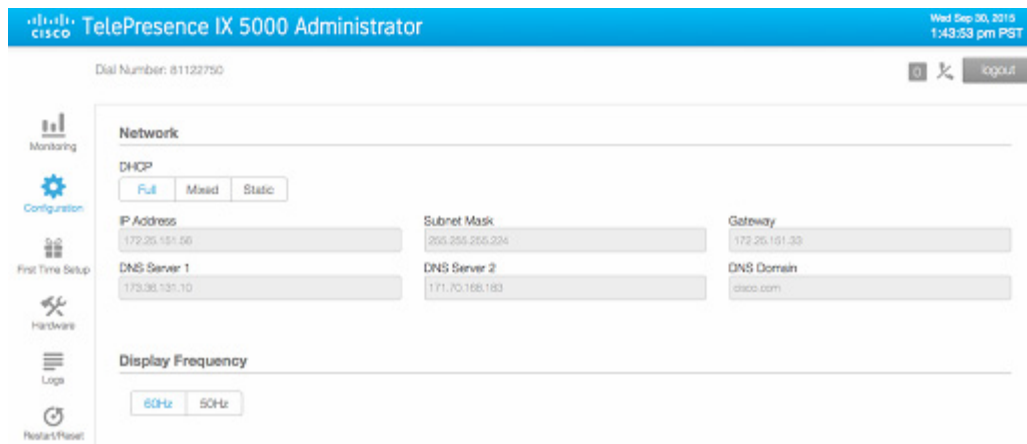 cisco TelePresence IX 5000 Administrator
Wed Sep 30, 2015
1:43:53 pm PST
Dial Number: 81122750
0
logout
Monitoring
Configuration
First Time Setup
Hardware
Logs
Restart/Reset
Network
DHCP
Full Mixed Static
IP Address Subnet Mask Gateway
172.25.151.56 255.255.255.224 172.25.151.33
DNS Server 1 DNS Server 2 DNS Domain
173.36.131.10 171.70.168.183 cisco.com
Display Frequency
60Hz 50Hz